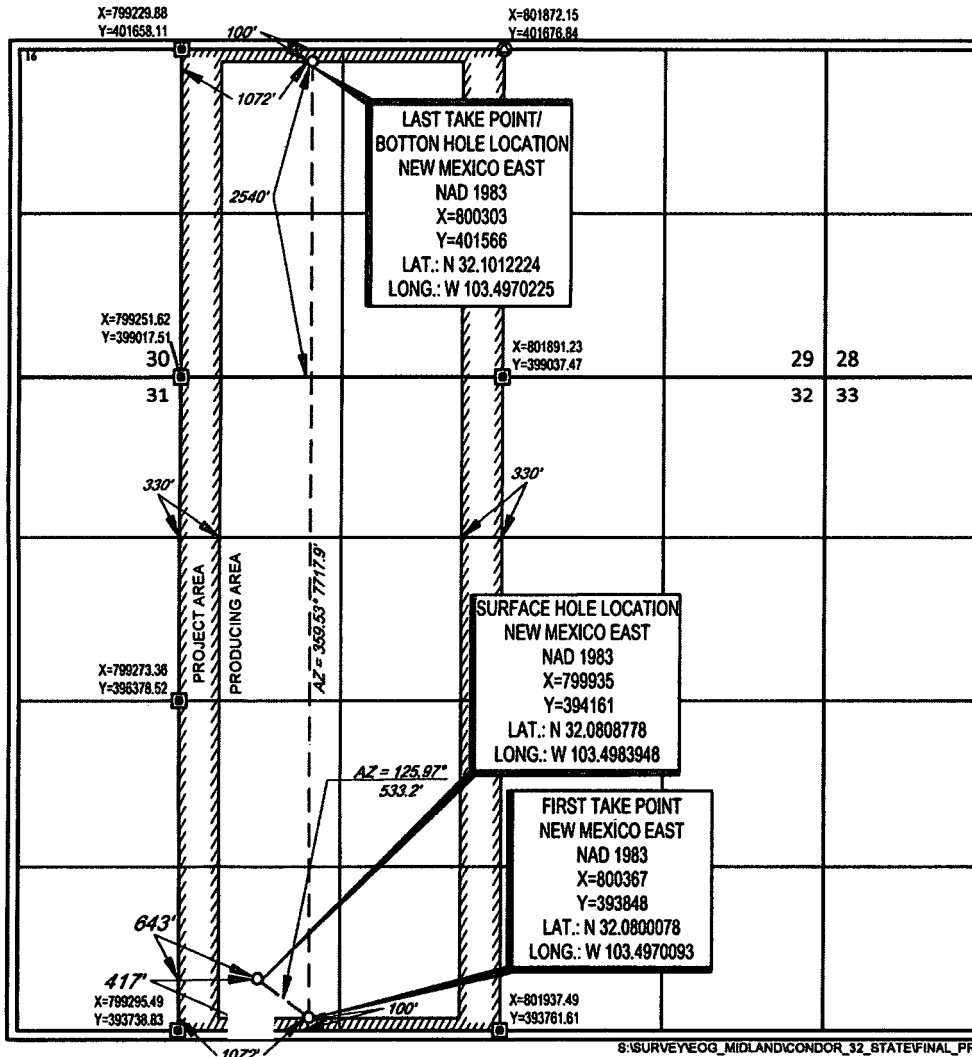 X=799229.88
Y=401658.11
100'
X=801872.15
Y=401676.84
16
1072'
LAST TAKE POINT/
BOTTON HOLE LOCATION
NEW MEXICO EAST
NAD 1983
X=800303
Y=401566
LAT.: N 32.1012224
LONG.: W 103.4970225
2540'
X=799251.62
Y=399017.51
30
31
X=801891.23
Y=399037.47
29 28
32 33
330'
330'
PROJECT AREA
PRODUCING AREA
AZ = 359.53° 7717.9'
SURFACE HOLE LOCATION
NEW MEXICO EAST
NAD 1983
X=799935
Y=394161
LAT.: N 32.0808778
LONG.: W 103.4983948
X=799273.36
Y=396378.52
AZ = 125.97°
533.2'
FIRST TAKE POINT
NEW MEXICO EAST
NAD 1983
X=800367
Y=393848
LAT.: N 32.0800078
LONG.: W 103.4970093
643'
417'
X=799295.49
Y=393738.83
100'
X=801937.49
Y=393761.61
1072'
S:\SURVEY\EOG_MIDLAND\CONDOR_32_STATE\FINAL_PR